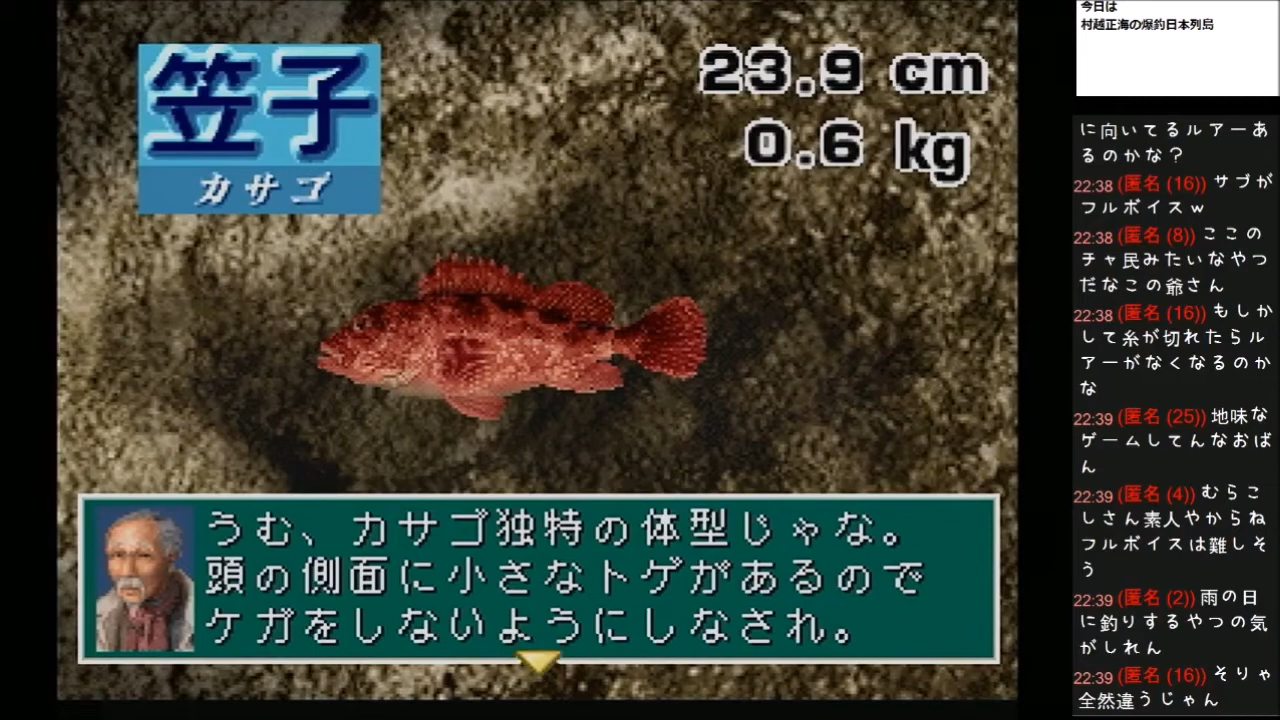 笠子
カサゴ
23.9 cm
0.6 kg
うむ、カサゴ独特の体型じゃな。
頭の側面に小さなトゲがあるので
ケガをしないようにしなされ。
今日は
村越正海の爆釣日本列島
に向いてるルアーあ
るのかな？
22:38 (匿名 (16)) サブが
フルボイスｗ
22:38 (匿名 (8)) ここの
チャ民みたいなやつ
だなこの爺さん
22:38 (匿名 (16)) もしか
して糸が切れたらル
アーがなくなるのか
な
22:39 (匿名 (25)) 地味な
ゲームしてんなおば
ん
22:39 (匿名 (4)) むらこ
しさん素人やからね
フルボイスは難しそ
う
22:39 (匿名 (2)) 雨の日
に釣りするやつの気
がしれん
22:39 (匿名 (16)) そりゃ
全然違うじゃん